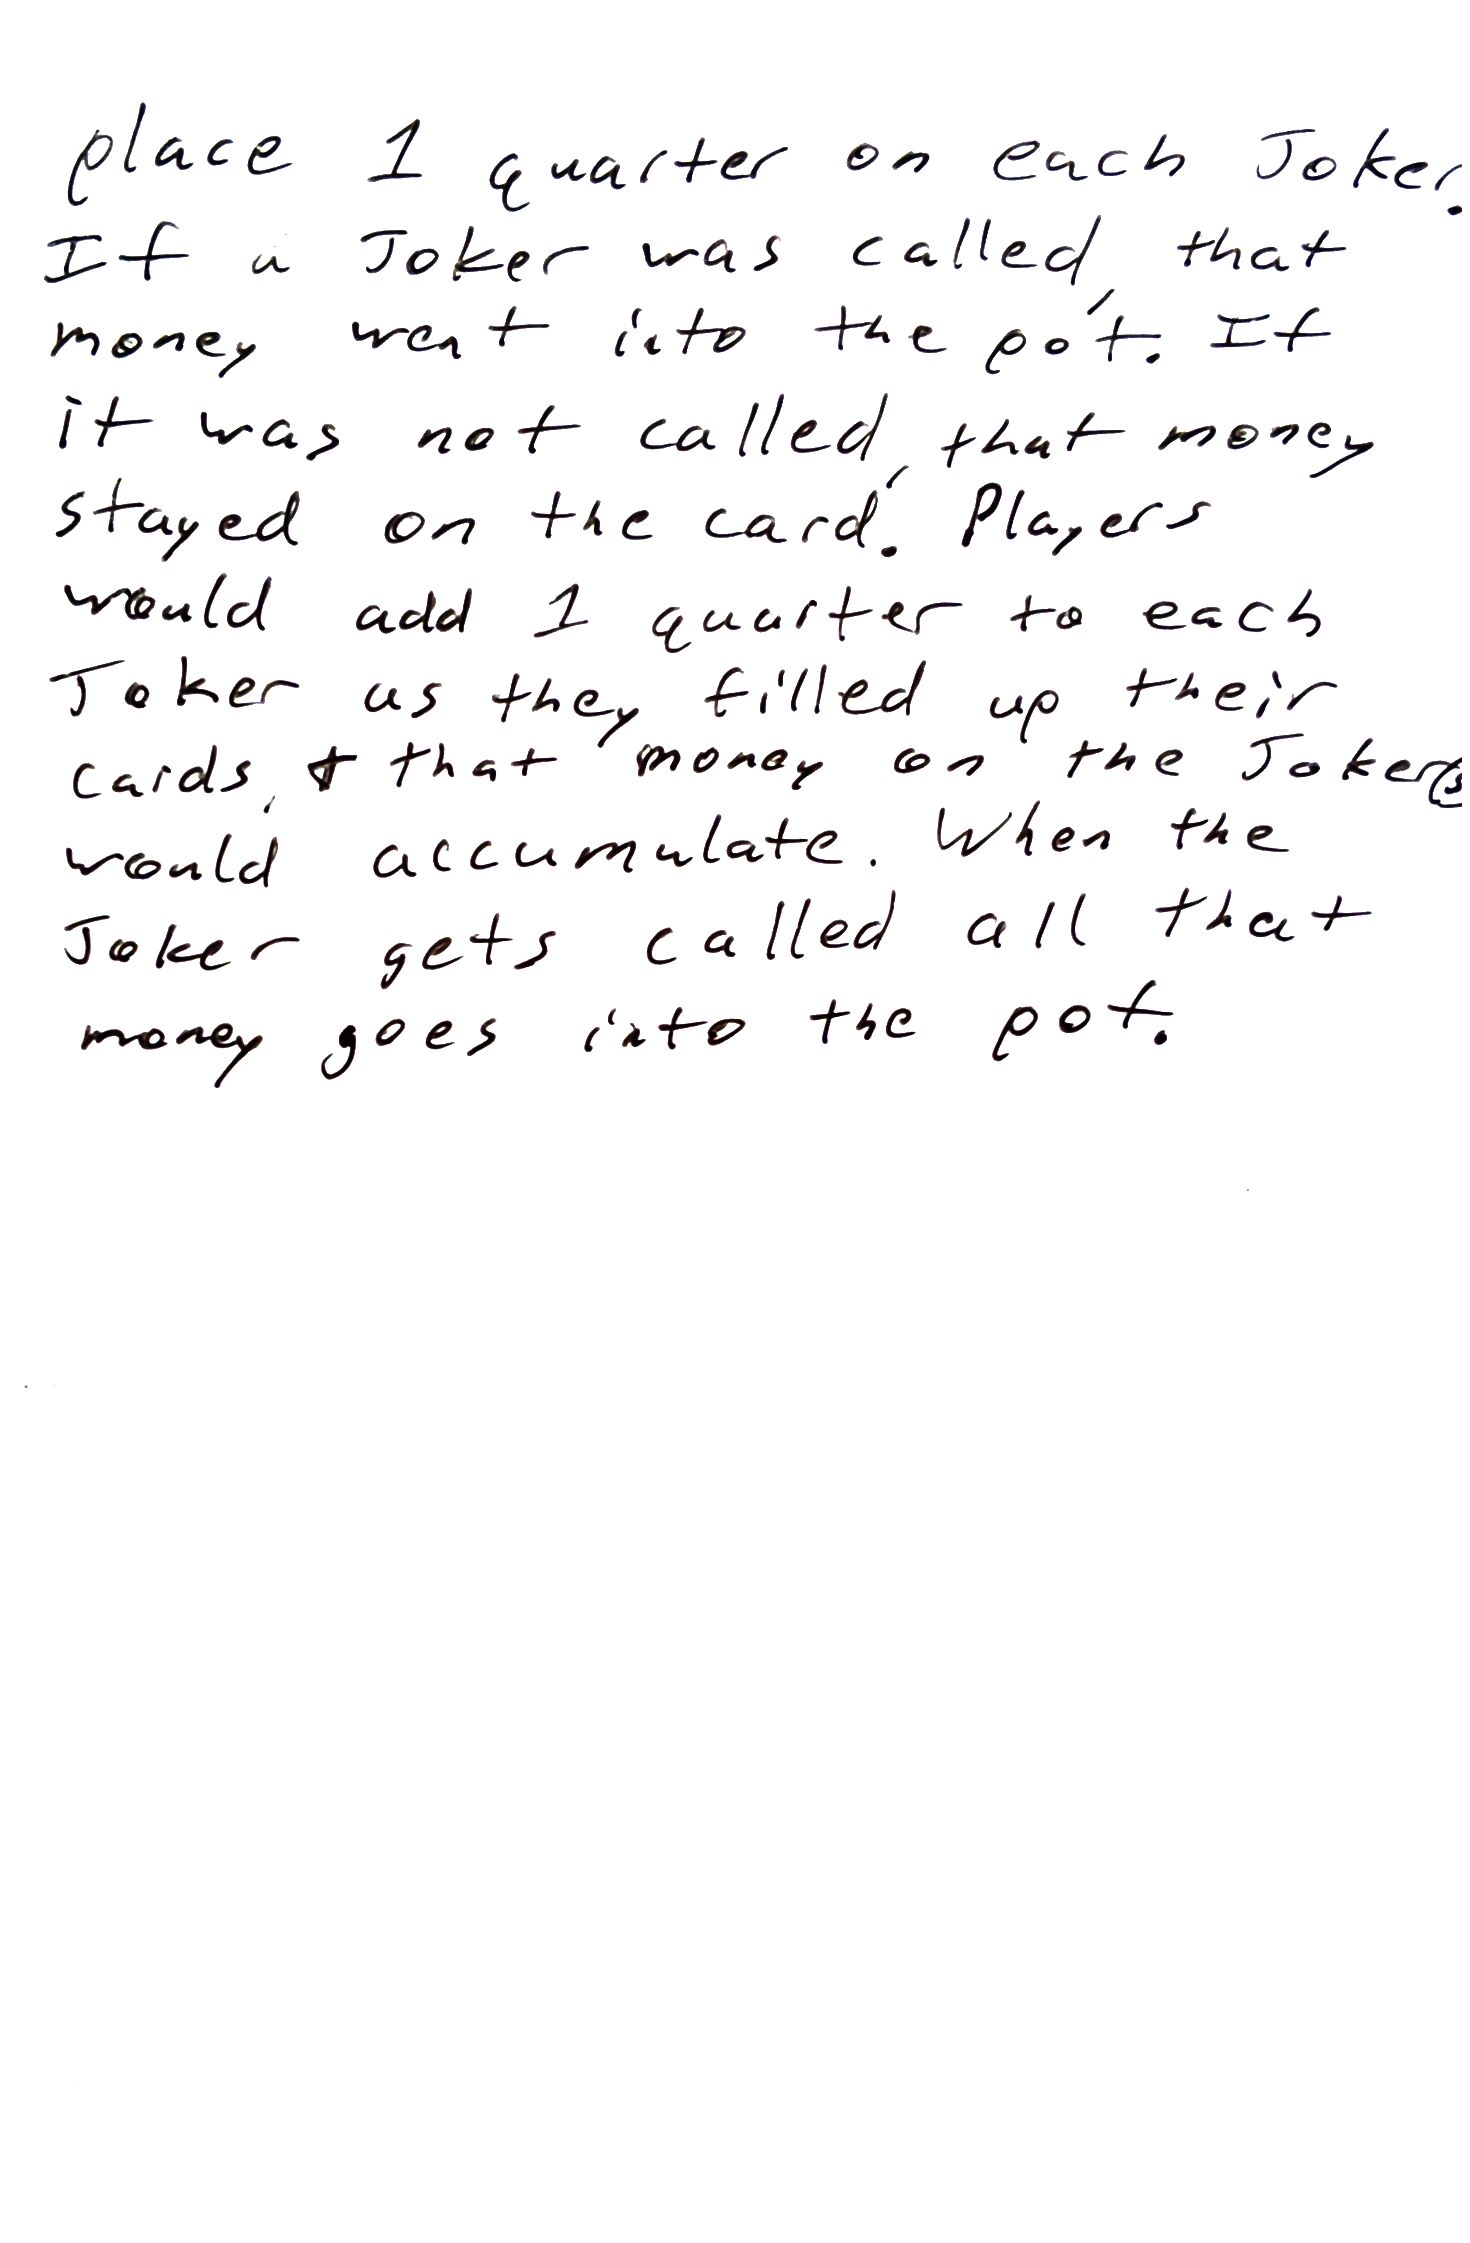 place 1 quarter on each Joker.
If a Joker was called, that
money went into the pot. If
it was not called, that money
stayed on the card. Players
would add 1 quarter to each
Joker as they filled up their
cards, & that money on the Joker(s
would accumulate. When the
Joker gets called all that
money goes into the pot.